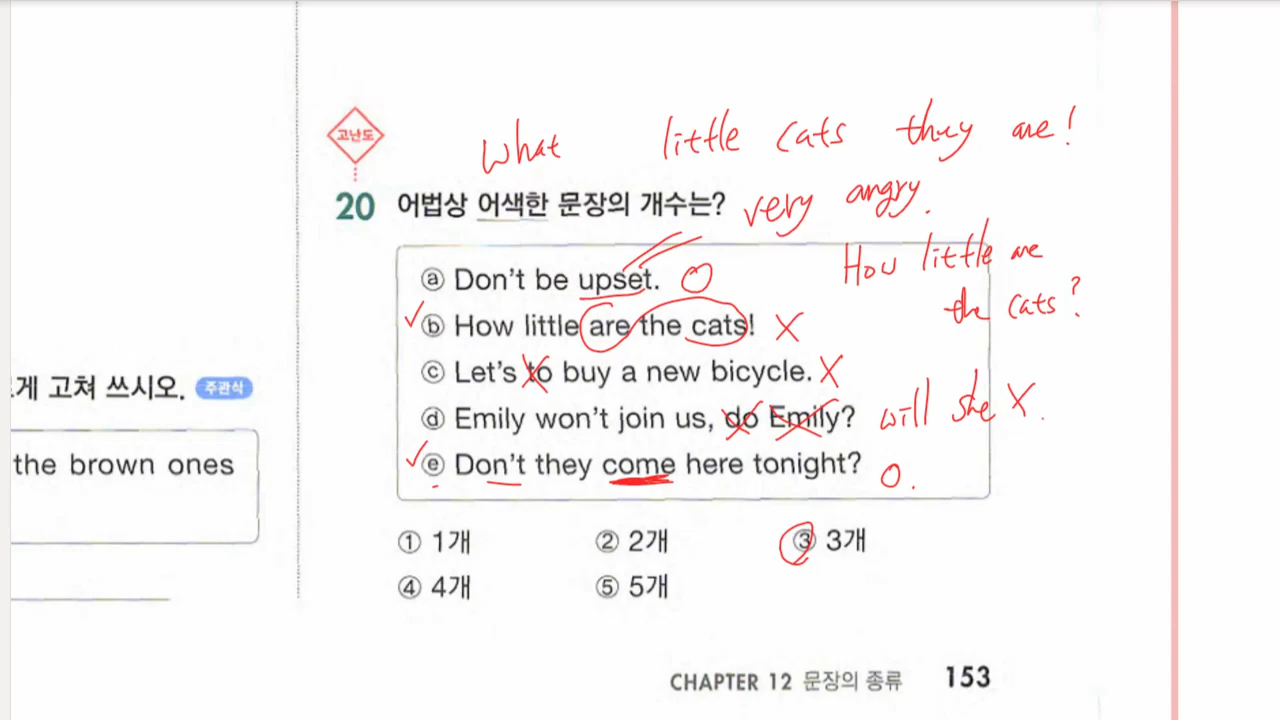 What little cats they are!
고난도
20 어법상 어색한 문장의 개수는?
very angry.
How little are
the cats?
ⓐ Don't be upset. O
ⓑ How little are the cats! X
ⓒ Let's to buy a new bicycle. X
ⓓ Emily won't join us, do Emily? will she X.
ⓔ Don't they come here tonight? O.
① 1개 ② 2개 ③ 3개
④ 4개 ⑤ 5개
게 고쳐 쓰시오. 주관식
the brown ones
CHAPTER 12 문장의 종류 153